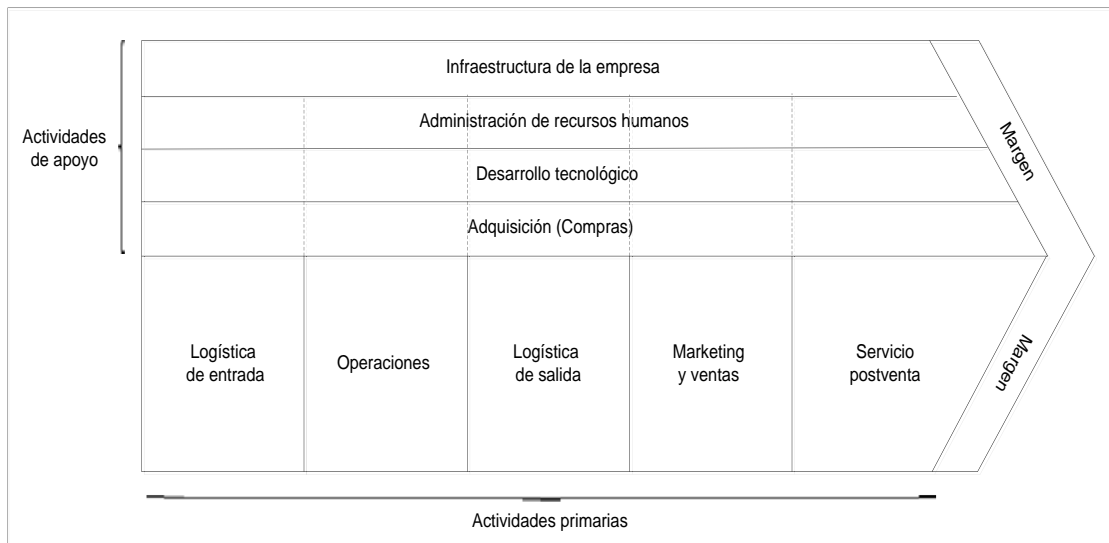 Infraestructura de la empresa
Administración de recursos humanos
Actividades
de apoyo
Desarrollo tecnológico
Adquisición (Compras)
Margen
Logística
de entrada
Operaciones
Logística
de salida
Marketing
y ventas
Servicio
postventa
Margen
Actividades primarias